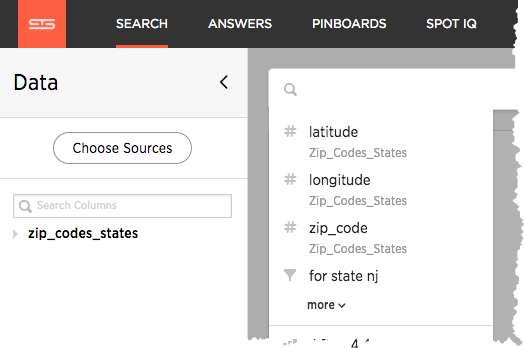 SEARCH ANSWERS PINBOARDS SPOT IQ
Data
Choose Sources
Search Columns
zip_codes_states
latitude
Zip_Codes_States
longitude
Zip_Codes_States
zip_code
Zip_Codes_States
for state nj
more